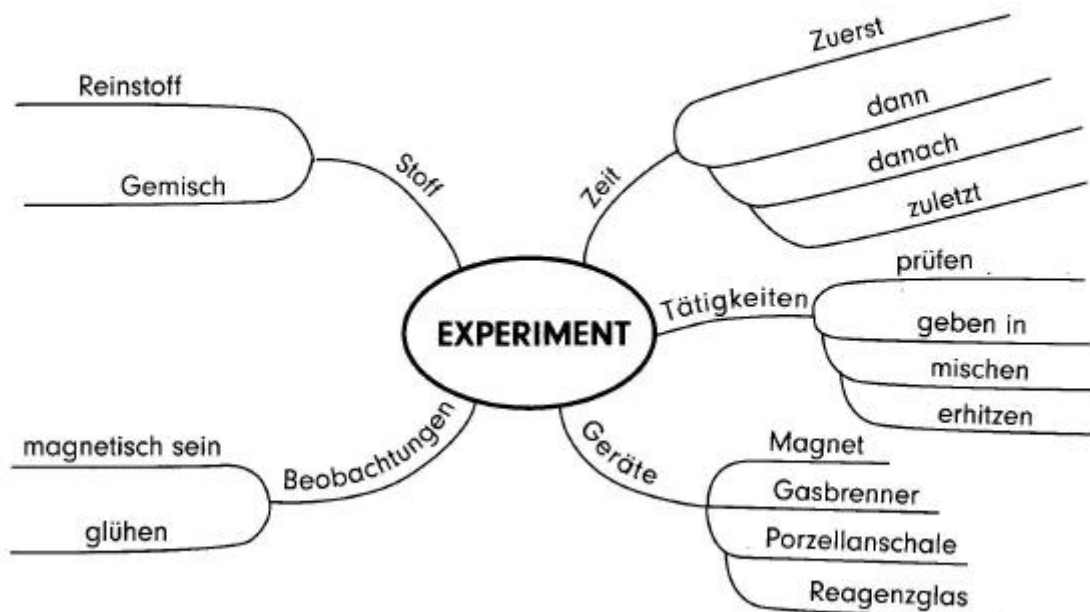 Zuerst
dann
danach
zuletzt
Zeit
Reinstoff
Gemisch
Stoff
EXPERIMENT
Tätigkeiten
prüfen
geben in
mischen
erhitzen
Beobachtungen
magnetisch sein
glühen
Geräte
Magnet
Gasbrenner
Porzellanschale
Reagenzglas